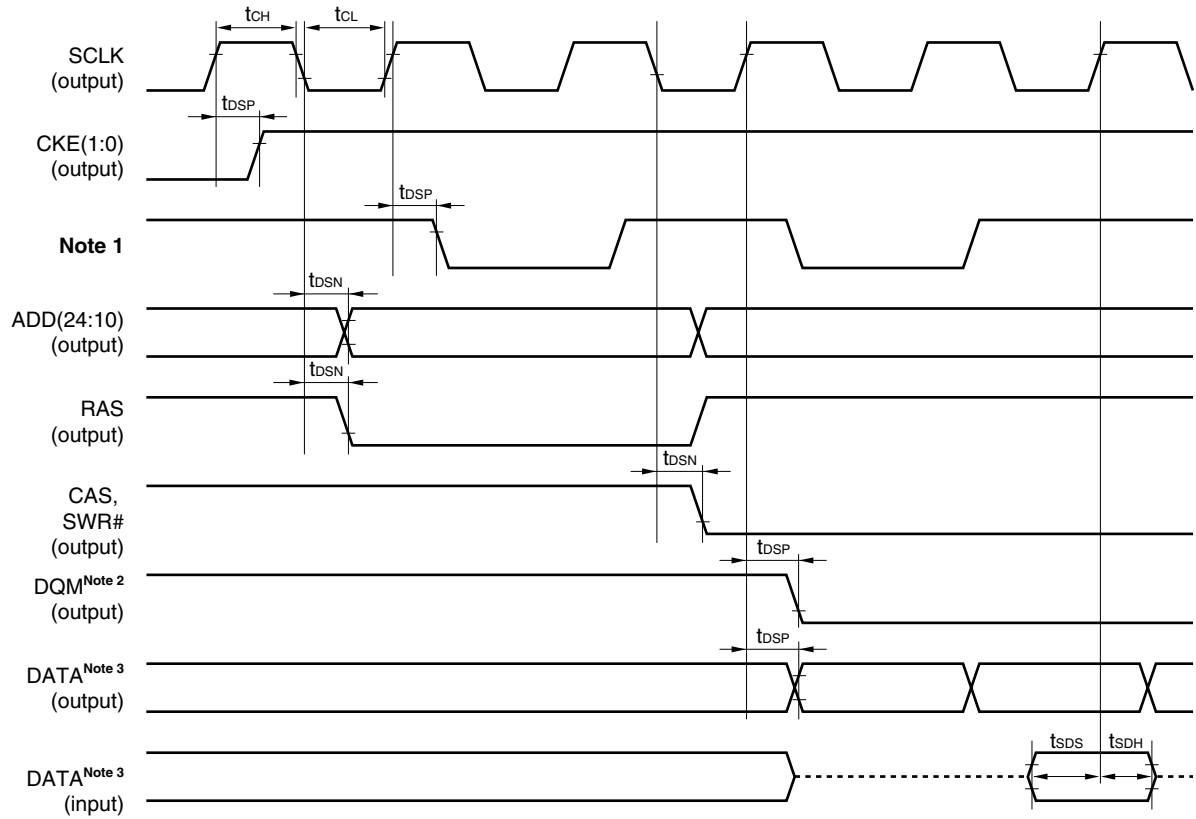 tCH tCL
SCLK
(output)
tDSP
CKE(1:0)
(output)
tDSP
Note 1
tDSN
ADD(24:10)
(output)
tDSN
RAS
(output)
tDSN
CAS,
SWR#
(output)
tDSP
DQMNote 2
(output)
tDSP
DATANote 3
(output)
tSDS tSDH
DATANote 3
(input)